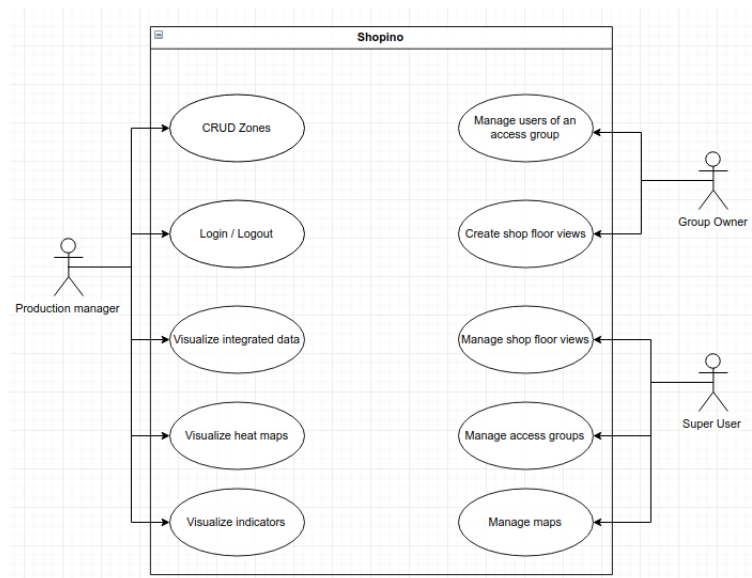 Shopino
CRUD Zones
Manage users of an
access group
Group Owner
Login / Logout
Create shop floor views
Production manager
Visualize integrated data
Manage shop floor views
Super User
Visualize heat maps
Manage access groups
Visualize indicators
Manage maps